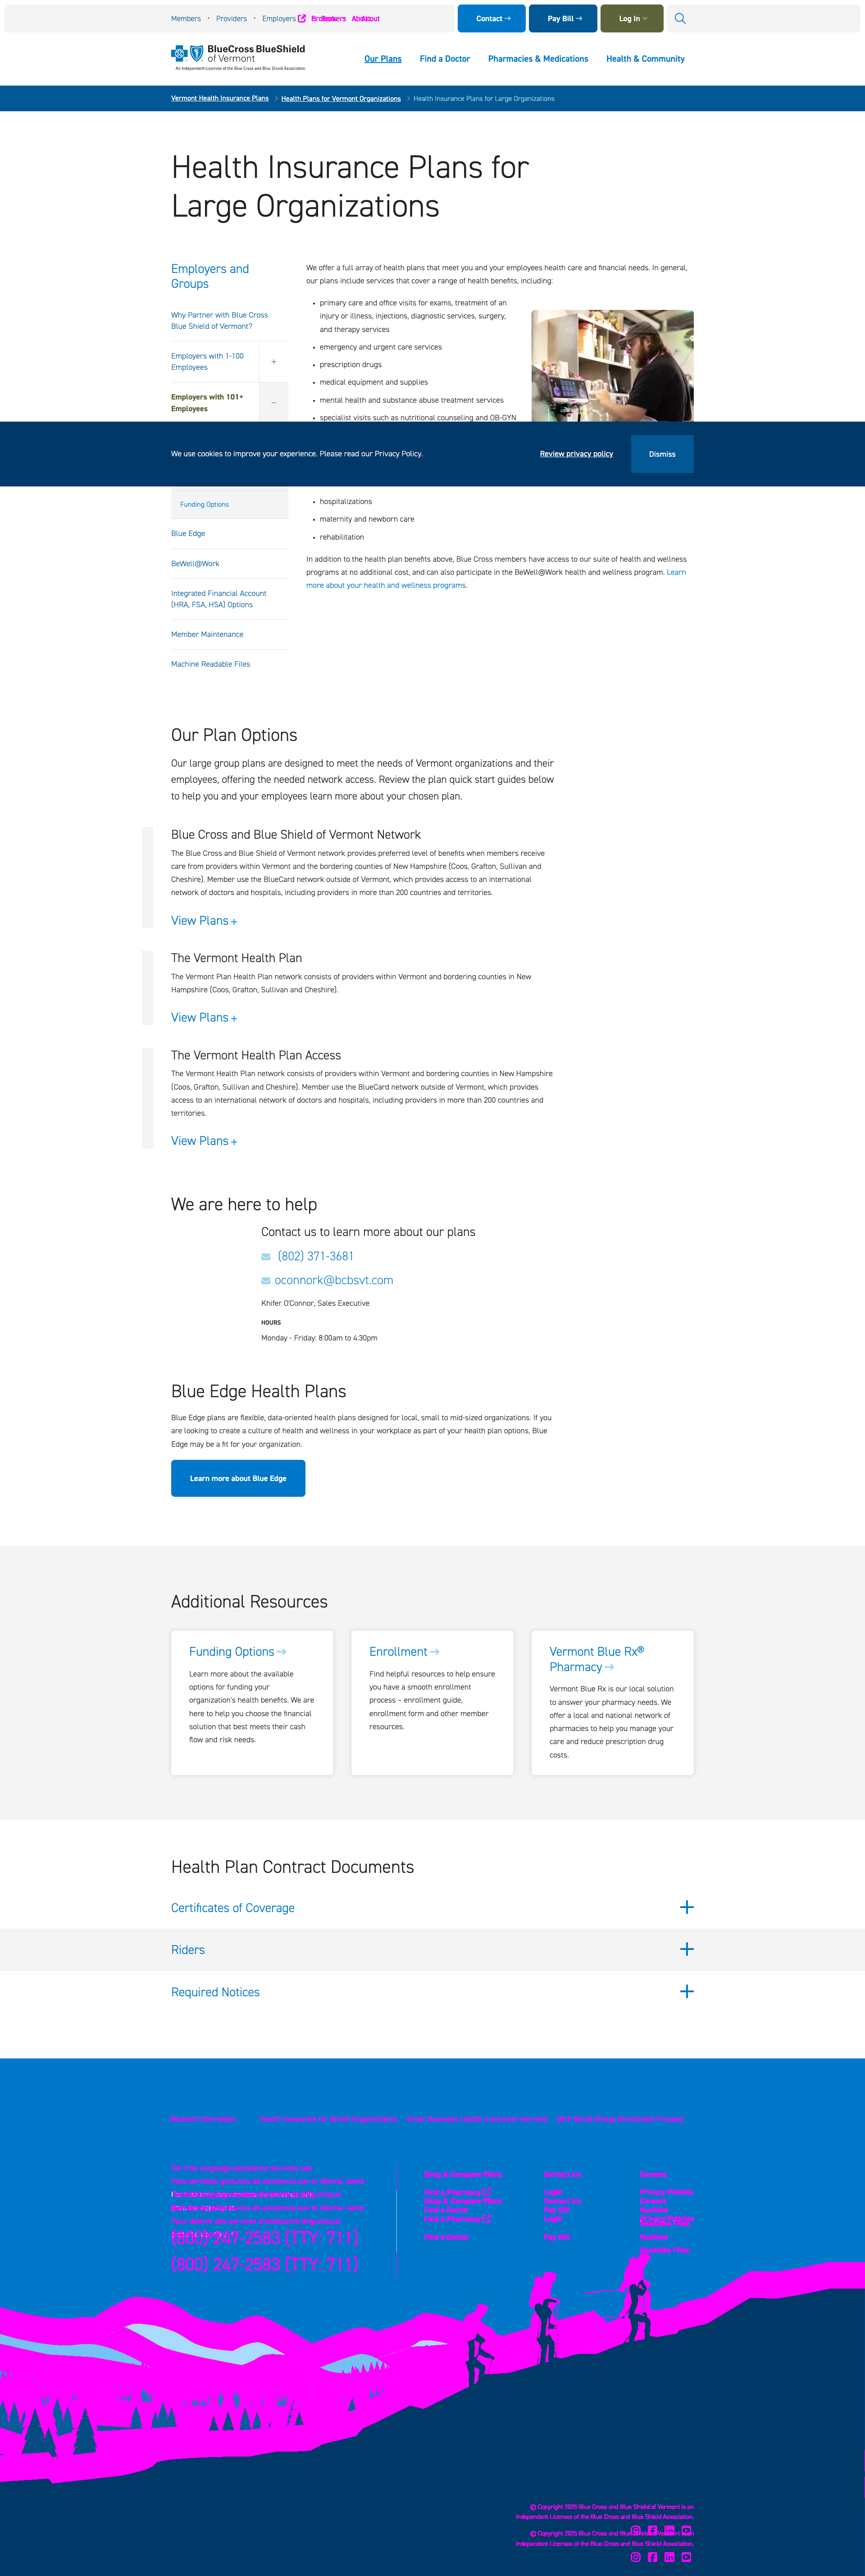 Members • Providers • Employers
Contact
Pay Bill
Log In
BlueCross BlueShield
of Vermont
An Independent Licensee of the Blue Cross and Blue Shield Association
Our Plans
Find a Doctor
Pharmacies & Medications
Health & Community
Vermont Health Insurance Plans
Health Plans for Vermont Organizations
Health Insurance Plans for Large Organizations
Health Insurance Plans for
Large Organizations
Employers and
Groups
Why Partner with Blue Cross
Blue Shield of Vermont?
Employers with 1-100
Employees
Employers with 101+
Employees
We offer a full array of health plans that meet you and your employees health care and financial needs. In general,
our plans include services that cover a range of health benefits, including:
• primary care and office visits for exams, treatment of an
injury or illness, injections, diagnostic services, surgery,
and therapy services
• emergency and urgent care services
• prescription drugs
• medical equipment and supplies
• mental health and substance abuse treatment services
• specialist visits such as nutritional counseling and OB-GYN
We use cookies to improve your experience. Please read our Privacy Policy.
Review privacy policy
Dismiss
Funding Options
Blue Edge
BeWell@Work
Integrated Financial Account
(HRA, FSA, HSA) Options
Member Maintenance
Machine Readable Files
• hospitalizations
• maternity and newborn care
• rehabilitation
In addition to the health plan benefits above, Blue Cross members have access to our suite of health and wellness
programs at no additional cost, and can also participate in the BeWell@Work health and wellness program. Learn
more about your health and wellness programs.
Our Plan Options
Our large group plans are designed to meet the needs of Vermont organizations and their
employees, offering the needed network access. Review the plan quick start guides below
to help you and your employees learn more about your chosen plan.
Blue Cross and Blue Shield of Vermont Network
The Blue Cross and Blue Shield of Vermont network provides preferred level of benefits when members receive
care from providers within Vermont and the bordering counties of New Hampshire (Coos, Grafton, Sullivan and
Cheshire). Member use the BlueCard network outside of Vermont, which provides access to an international
network of doctors and hospitals, including providers in more than 200 countries and territories.
View Plans +
The Vermont Health Plan
The Vermont Plan Health Plan network consists of providers within Vermont and bordering counties in New
Hampshire (Coos, Grafton, Sullivan and Cheshire).
View Plans +
The Vermont Health Plan Access
The Vermont Health Plan network consists of providers within Vermont and bordering counties in New Hampshire
(Coos, Grafton, Sullivan and Cheshire). Member use the BlueCard network outside of Vermont, which provides
access to an international network of doctors and hospitals, including providers in more than 200 countries and
territories.
View Plans +
We are here to help
Contact us to learn more about our plans
(802) 371-3681
oconnork@bcbsvt.com
Khifer O'Connor, Sales Executive
HOURS
Monday - Friday: 8:00am to 4:30pm
Blue Edge Health Plans
Blue Edge plans are flexible, data-oriented health plans designed for local, small to mid-sized organizations. If you
are looking to create a culture of health and wellness in your workplace as part of your health plan options, Blue
Edge may be a fit for your organization.
Learn more about Blue Edge
Additional Resources
Funding Options
Learn more about the available
options for funding your
organization's health benefits. We are
here to help you choose the financial
solution that best meets their cash
flow and risk needs.
Enrollment
Find helpful resources to help ensure
you have a smooth enrollment
process – enrollment guide,
enrollment form and other member
resources.
Vermont Blue Rx®
Pharmacy
Vermont Blue Rx is our local solution
to answer your pharmacy needs. We
offer a local and national network of
pharmacies to help you manage your
care and reduce prescription drug
costs.
Health Plan Contract Documents
Certificates of Coverage
Riders
Required Notices
(800) 247-2583 (TTY: 711)
(800) 247-2583 (TTY: 711)
© Copyright 2025 Blue Cross and Blue Shield of Vermont is an
Independent Licensee of the Blue Cross and Blue Shield Association.
© Copyright 2025 Blue Cross and Blue Shield of Vermont is an
Independent Licensee of the Blue Cross and Blue Shield Association.